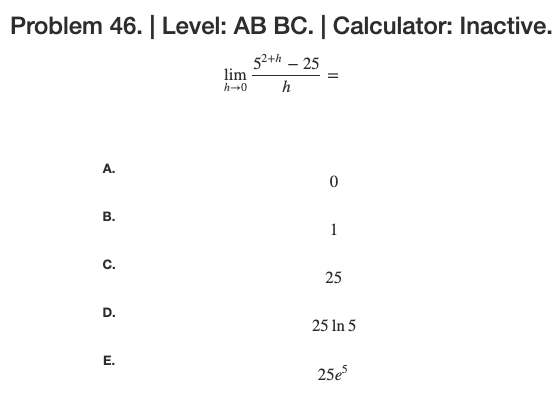 Problem 46. | Level: AB BC. | Calculator: Inactive.
lim h→0 (5^{2+h} − 25)/h =
A.
0
B.
1
C.
25
D.
25 ln 5
E.
25e^5